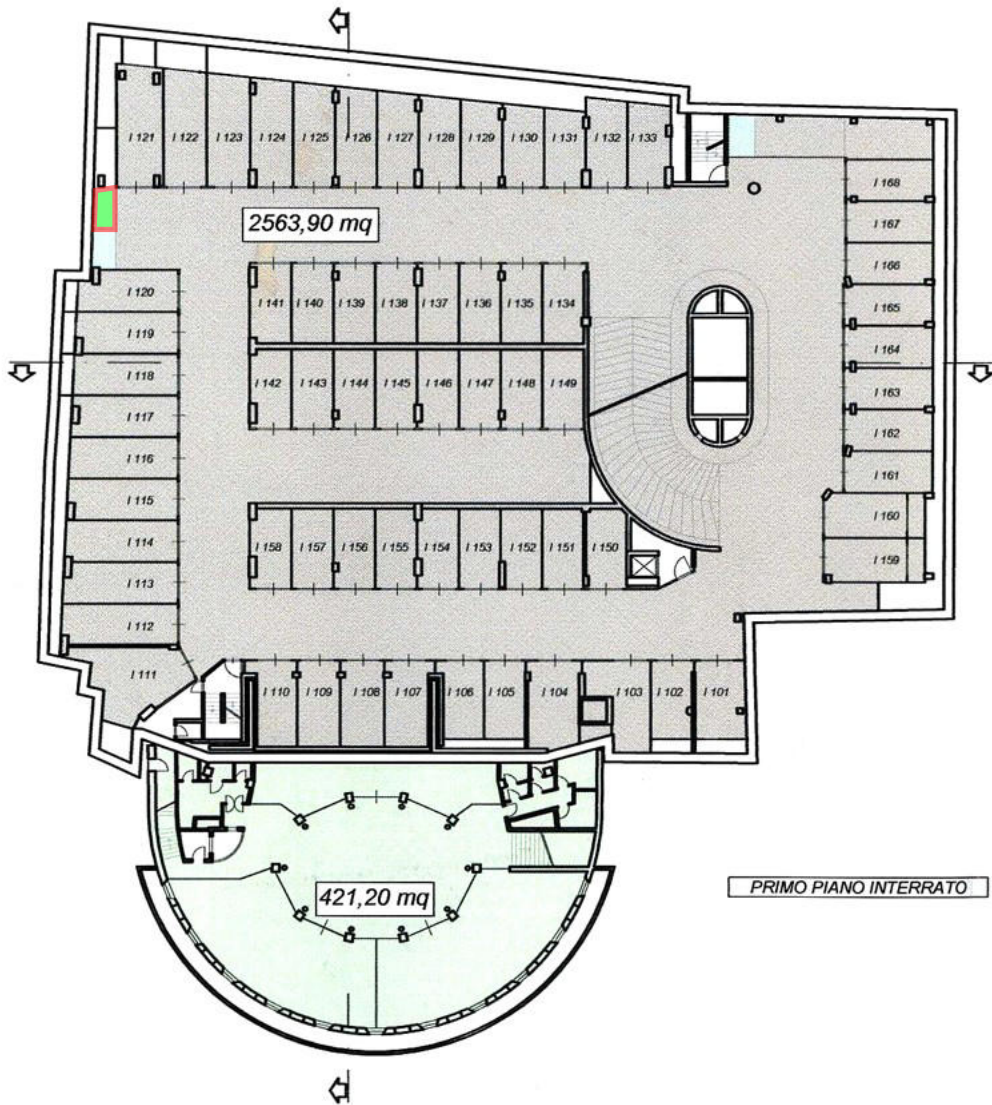 I 121 I 122 I 123 I 124 I 125 I 126 I 127 I 128 I 129 I 130 I 131 I 132 I 133
I 168
I 167
I 166
I 165
I 164
I 163
I 162
I 161
I 160
I 159
2563,90 mq
I 120
I 119
I 118
I 117
I 116
I 115
I 114
I 113
I 112
I 111
I 141 I 140 I 139 I 138 I 137 I 136 I 135 I 134
I 142 I 143 I 144 I 145 I 146 I 147 I 148 I 149
I 158 I 157 I 156 I 155 I 154 I 153 I 152 I 151 I 150
I 110 I 109 I 108 I 107 I 106 I 105 I 104 I 103 I 102 I 101
421,20 mq
PRIMO PIANO INTERRATO